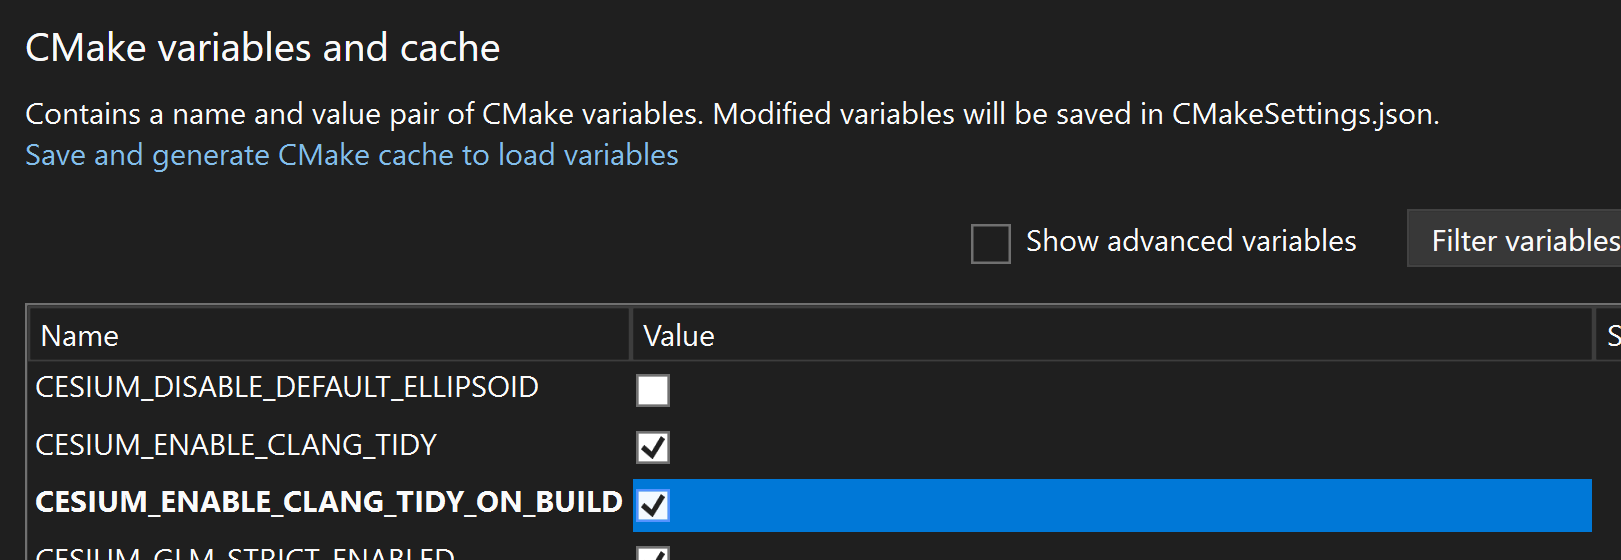 CMake variables and cache
Contains a name and value pair of CMake variables. Modified variables will be saved in CMakeSettings.json.
Save and generate CMake cache to load variables
Show advanced variables
Filter variables
Name Value S
CESIUM_DISABLE_DEFAULT_ELLIPSOID
CESIUM_ENABLE_CLANG_TIDY
CESIUM_ENABLE_CLANG_TIDY_ON_BUILD
CESIUM_GLM_STRICT_ENABLED